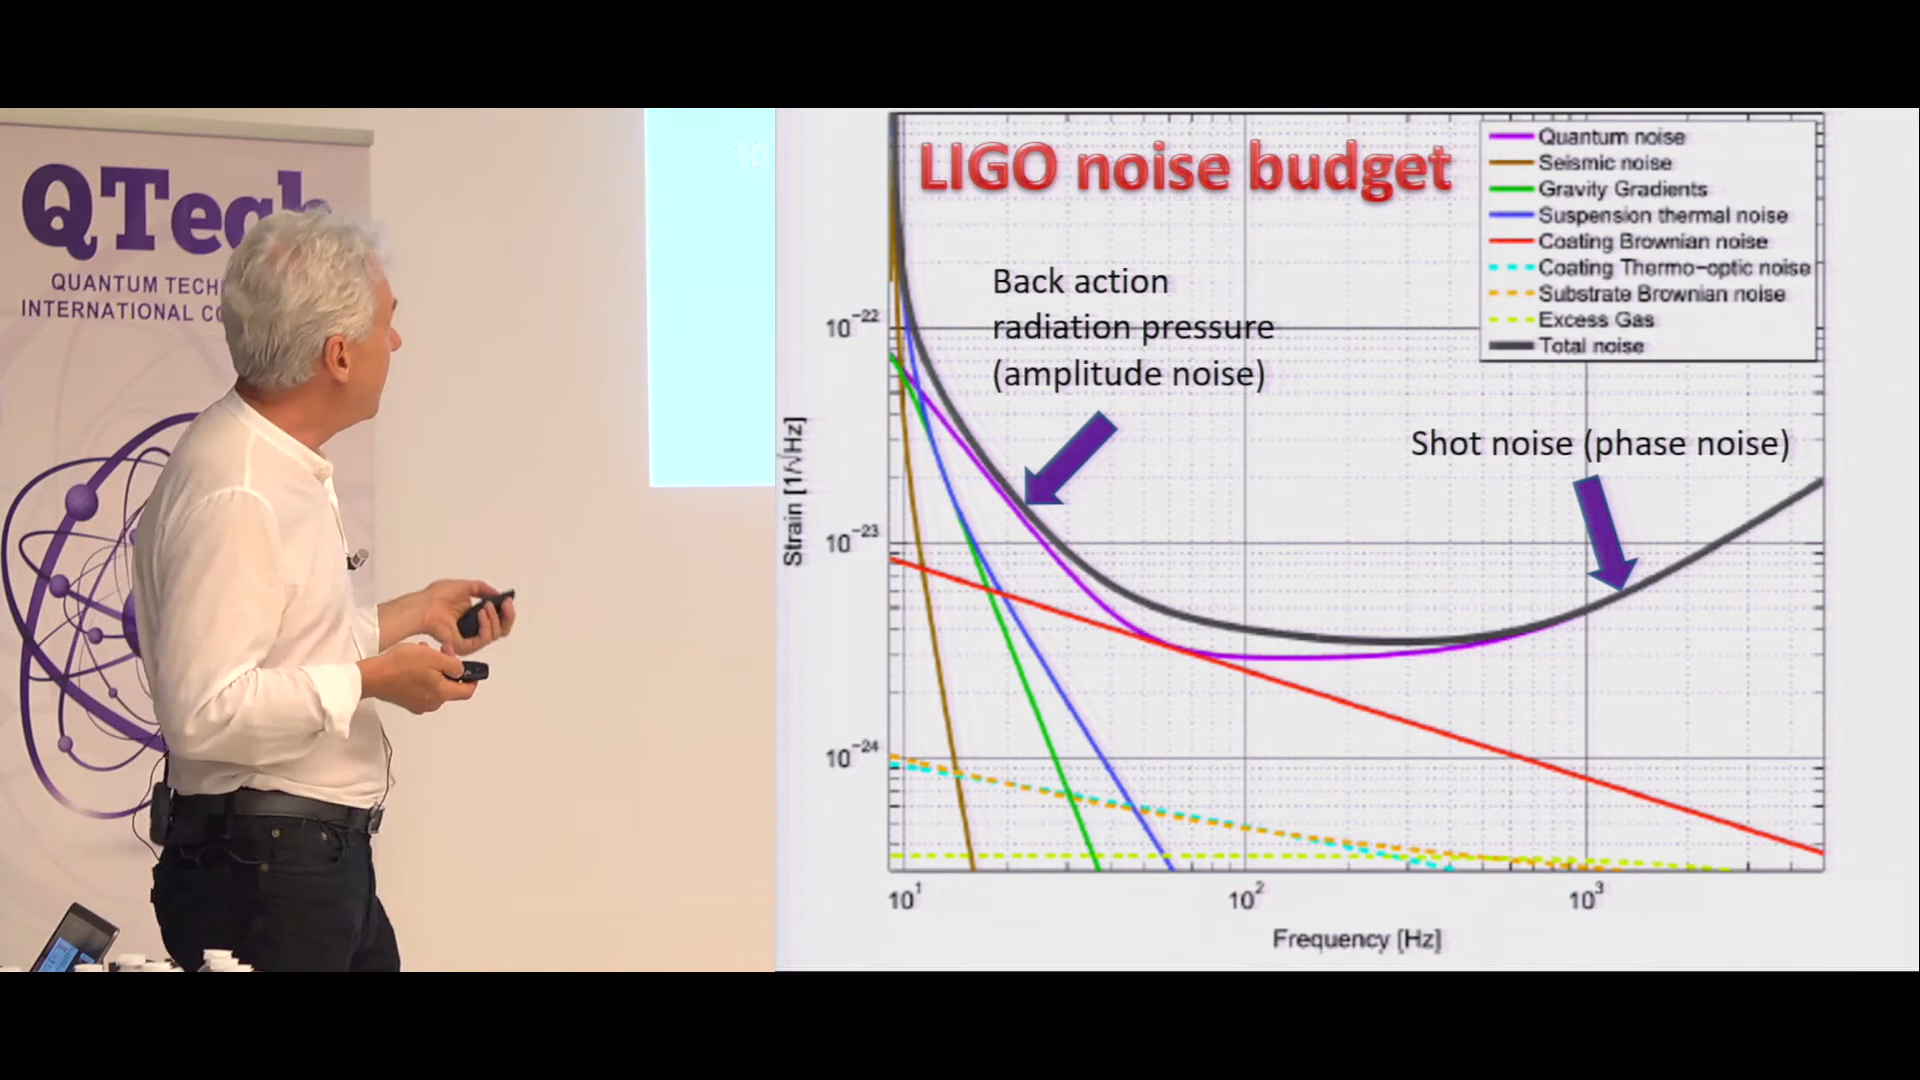 QTech
QUANTUM TECH
INTERNATIONAL CO
10
LIGO noise budget
Quantum noise
Seismic noise
Gravity Gradients
Suspension thermal noise
Coating Brownian noise
Coating Thermo-optic noise
Substrate Brownian noise
Excess Gas
Total noise
Back action
radiation pressure
(amplitude noise)
Shot noise (phase noise)
Strain [1/√Hz]
10⁻²²
10⁻²³
10⁻²⁴
10¹
10²
10³
Frequency [Hz]